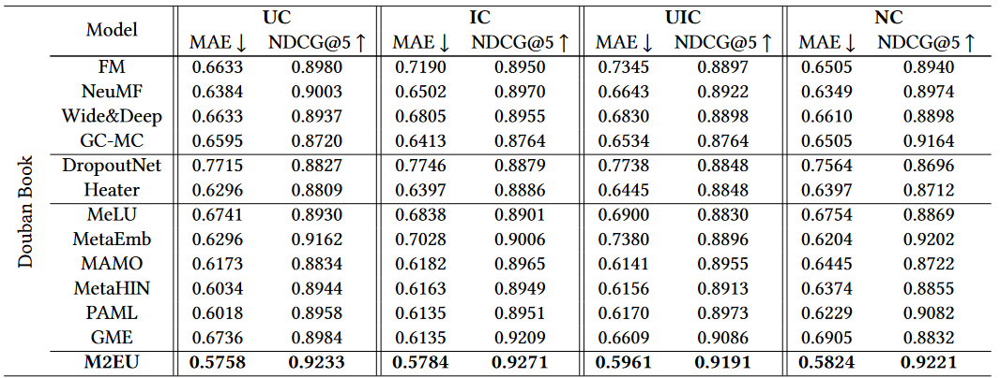 Model UC IC UIC NC
MAE ↓ NDCG@5 ↑ MAE ↓ NDCG@5 ↑ MAE ↓ NDCG@5 ↑ MAE ↓ NDCG@5 ↑
Douban Book
FM 0.6633 0.8980 0.7190 0.8950 0.7345 0.8897 0.6505 0.8940
NeuMF 0.6384 0.9003 0.6502 0.8970 0.6643 0.8922 0.6349 0.8974
Wide&Deep 0.6633 0.8937 0.6805 0.8955 0.6830 0.8898 0.6610 0.8898
GC-MC 0.6595 0.8720 0.6413 0.8764 0.6534 0.8764 0.6505 0.9164
DropoutNet 0.7715 0.8827 0.7746 0.8879 0.7738 0.8848 0.7564 0.8696
Heater 0.6296 0.8809 0.6397 0.8886 0.6445 0.8848 0.6397 0.8712
MeLU 0.6741 0.8930 0.6838 0.8901 0.6900 0.8830 0.6754 0.8869
MetaEmb 0.6296 0.9162 0.7028 0.9006 0.7380 0.8896 0.6204 0.9202
MAMO 0.6173 0.8834 0.6182 0.8965 0.6141 0.8955 0.6445 0.8722
MetaHIN 0.6034 0.8944 0.6163 0.8949 0.6156 0.8913 0.6374 0.8855
PAML 0.6018 0.8958 0.6135 0.8951 0.6170 0.8973 0.6229 0.9082
GME 0.6736 0.8984 0.6135 0.9209 0.6609 0.9086 0.6905 0.8832
M2EU 0.5758 0.9233 0.5784 0.9271 0.5961 0.9191 0.5824 0.9221